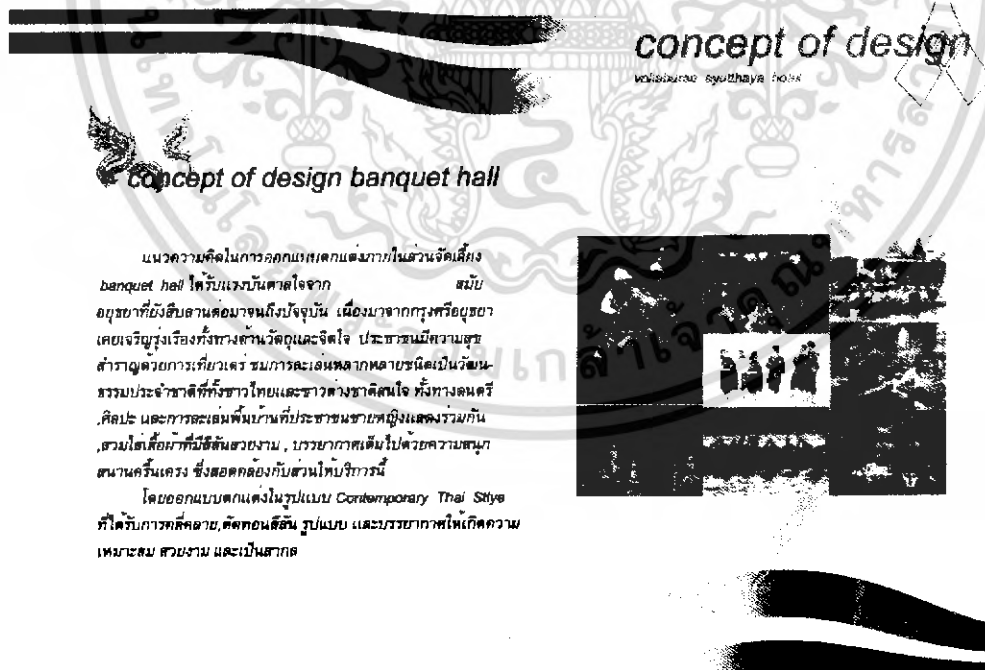 concept of design
concept of design banquet hall
แนวความคิดในการออกแบบตกแต่งภายในส่วนจัดเลี้ยง
banquet hall ได้รับแรงบันดาลใจจาก สมัย
อยุธยาที่ยังสืบสานต่อมาจนถึงปัจจุบัน เนื่องมาจากกรุงศรีอยุธยา
เคยเจริญรุ่งเรืองทั้งทางด้านวัตถุและจิตใจ ประชาชนมีความสุข
สำราญด้วยการเที่ยวเตร่ ชมการละเล่นหลากหลายชนิดเป็นวัฒน-
ธรรมประจำชาติที่ทั้งชาวไทยและชาวต่างชาติสนใจ ทั้งทางดนตรี
,ศิลปะ และการละเล่นพื้นบ้านที่ประชาชนชายหญิงแสดงร่วมกัน
,สวมใส่เสื้อผ้าที่มีสีสันสวยงาม , บรรยากาศเต็มไปด้วยความสนุก
สนานครื้นเครง ซึ่งสอดคล้องกับส่วนให้บริการนี้
โดยออกแบบตกแต่งในรูปแบบ Contemporary Thai Sltye
ที่ได้รับการคลี่คลาย,ตัดทอนสีสัน รูปแบบ และบรรยากาศให้เกิดความ
เหมาะสม สวยงาม และเป็นสากล